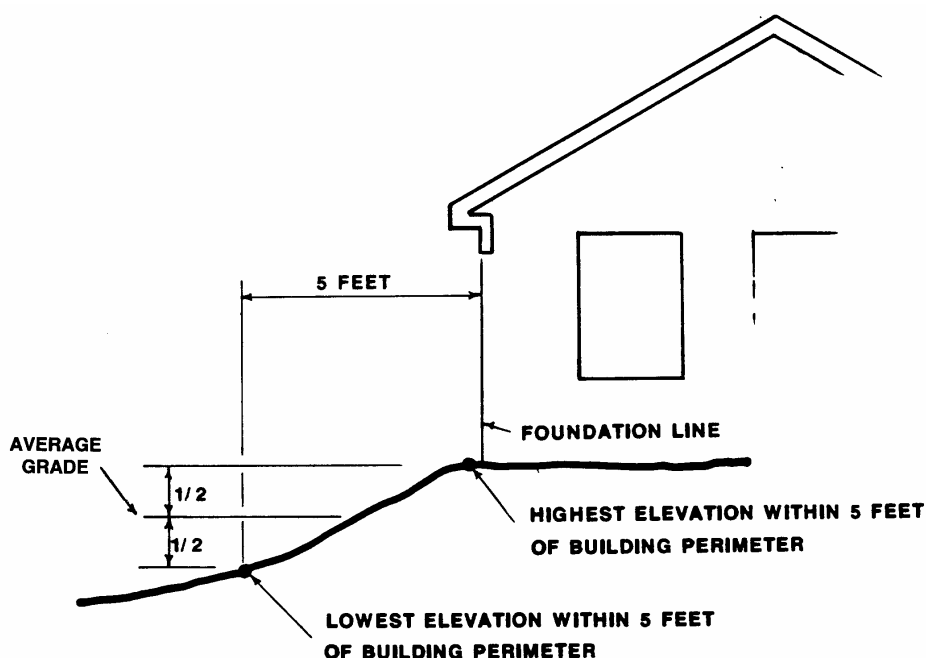 5 FEET
FOUNDATION LINE
AVERAGE
GRADE
1/2
1/2
HIGHEST ELEVATION WITHIN 5 FEET
OF BUILDING PERIMETER
LOWEST ELEVATION WITHIN 5 FEET
OF BUILDING PERIMETER